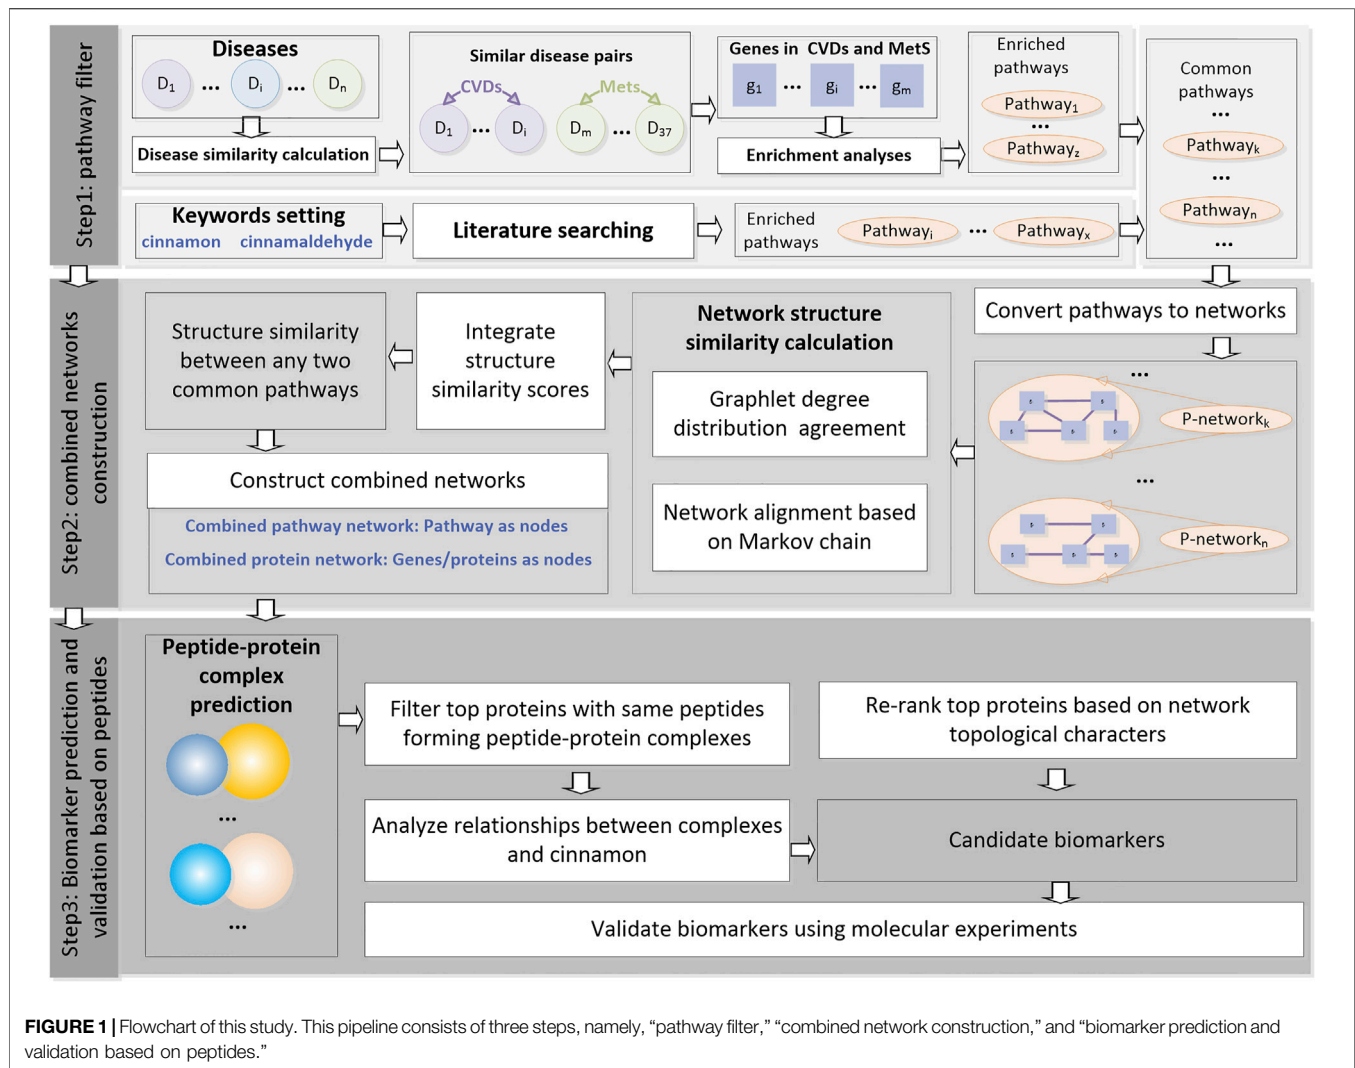 Step1: pathway filter
Diseases
D1 ... Di ... Dn
Disease similarity calculation
Similar disease pairs
CVDs
Mets
D1 ... Di
Dm ... D37
Genes in CVDs and MetS
g1 ... gi ... gm
Enrichment analyses
Enriched
pathways
Pathway1
...
Pathwayz
Common
pathways
...
Pathwayk
...
Pathwayn
...
Keywords setting
cinnamon cinnamaldehyde
Literature searching
Enriched
pathways
Pathwayi ... Pathwayx
Step2: combined networks
construction
Convert pathways to networks
...
P-networkk
...
P-networkn
Network structure
similarity calculation
Graphlet degree
distribution agreement
Network alignment based
on Markov chain
Integrate
structure
similarity scores
Structure similarity
between any two
common pathways
Construct combined networks
Combined pathway network: Pathway as nodes
Combined protein network: Genes/proteins as nodes
Step3: Biomarker prediction and
validation based on peptides
Peptide-protein
complex
prediction
...
...
Filter top proteins with same peptides
forming peptide-protein complexes
Re-rank top proteins based on network
topological characters
Analyze relationships between complexes
and cinnamon
Candidate biomarkers
Validate biomarkers using molecular experiments
FIGURE 1 | Flowchart of this study. This pipeline consists of three steps, namely, “pathway filter,” “combined network construction,” and “biomarker prediction and
validation based on peptides.”